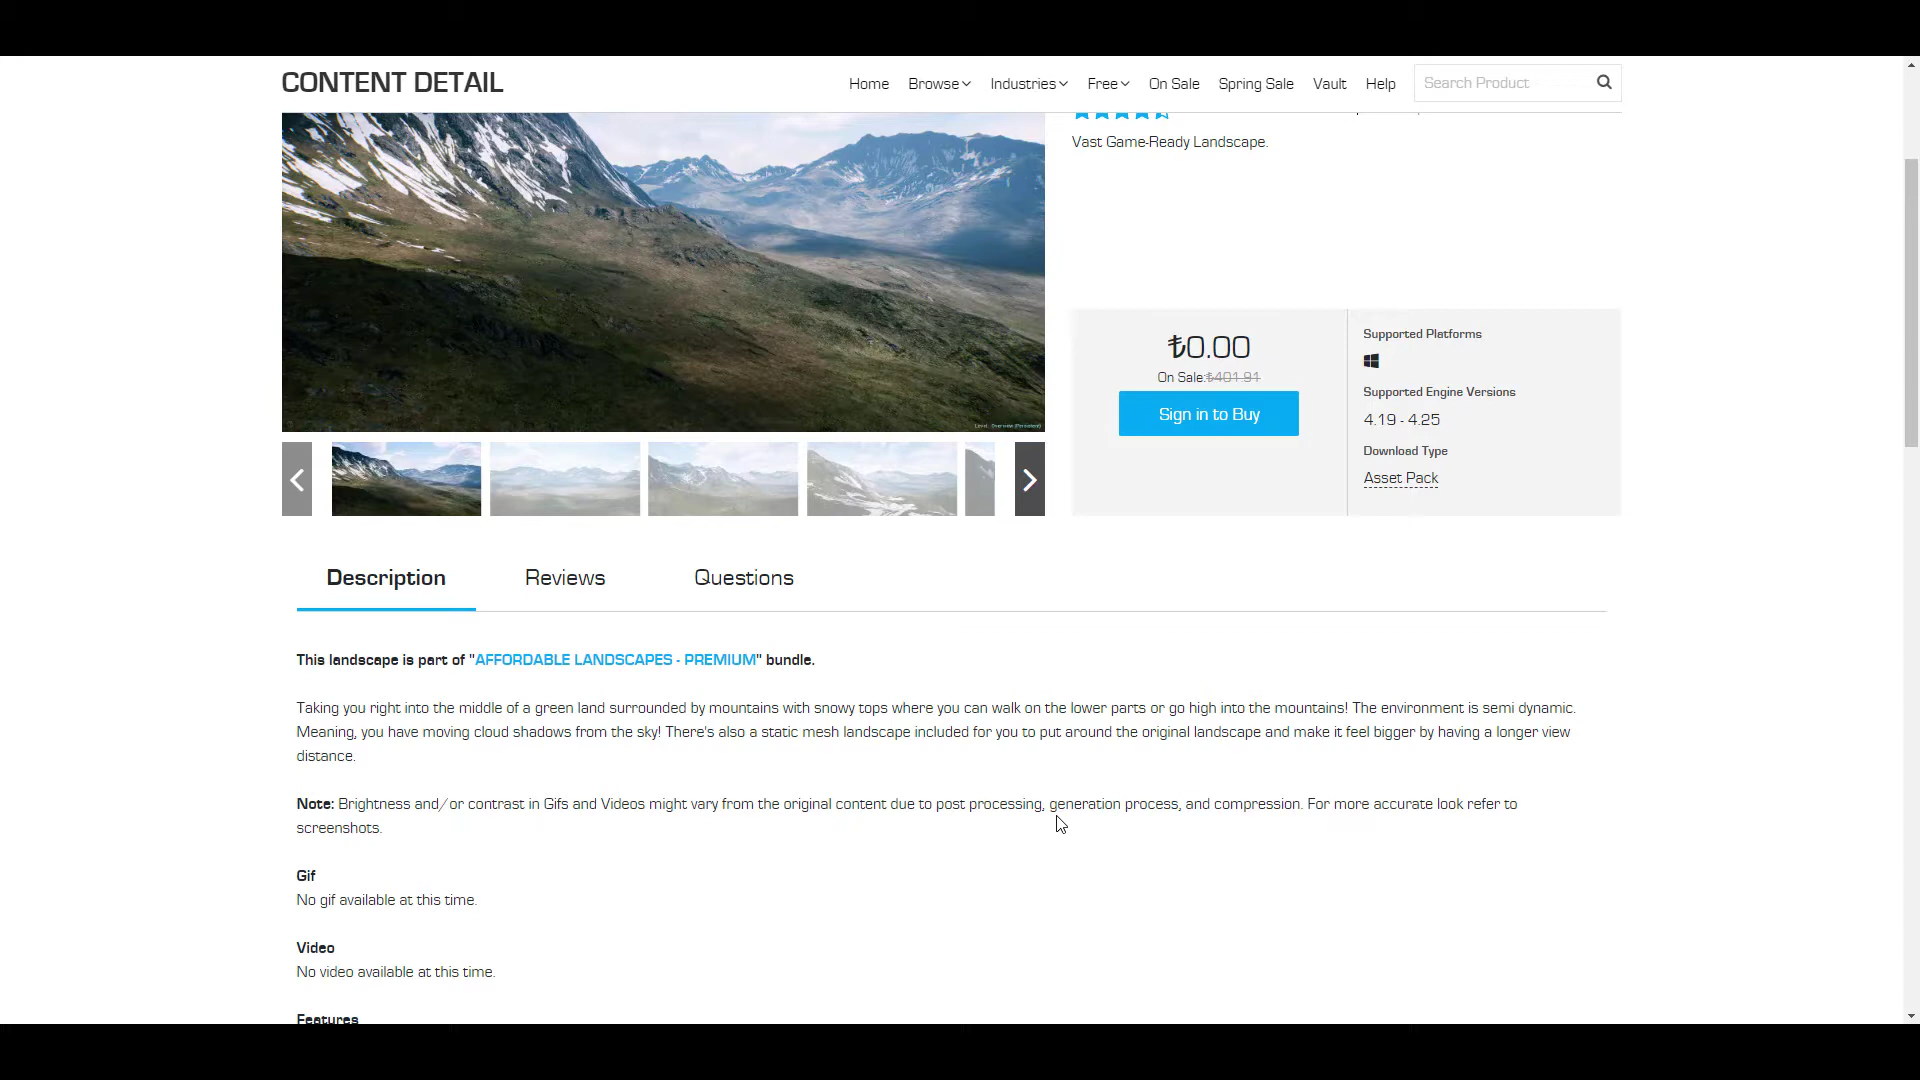 CONTENT DETAIL
Home Browse Industries Free On Sale Spring Sale Vault Help Search Product
Vast Game-Ready Landscape.
₺0.00
On Sale:₺401.91
Sign in to Buy
Supported Platforms
Supported Engine Versions
4.19 - 4.25
Download Type
Asset Pack
Description Reviews Questions
This landscape is part of "AFFORDABLE LANDSCAPES - PREMIUM" bundle.
Taking you right into the middle of a green land surrounded by mountains with snowy tops where you can walk on the lower parts or go high into the mountains! The environment is semi dynamic.
Meaning, you have moving cloud shadows from the sky! There's also a static mesh landscape included for you to put around the original landscape and make it feel bigger by having a longer view
distance.
Note: Brightness and/or contrast in Gifs and Videos might vary from the original content due to post processing, generation process, and compression. For more accurate look refer to
screenshots.
Gif
No gif available at this time.
Video
No video available at this time.
Features